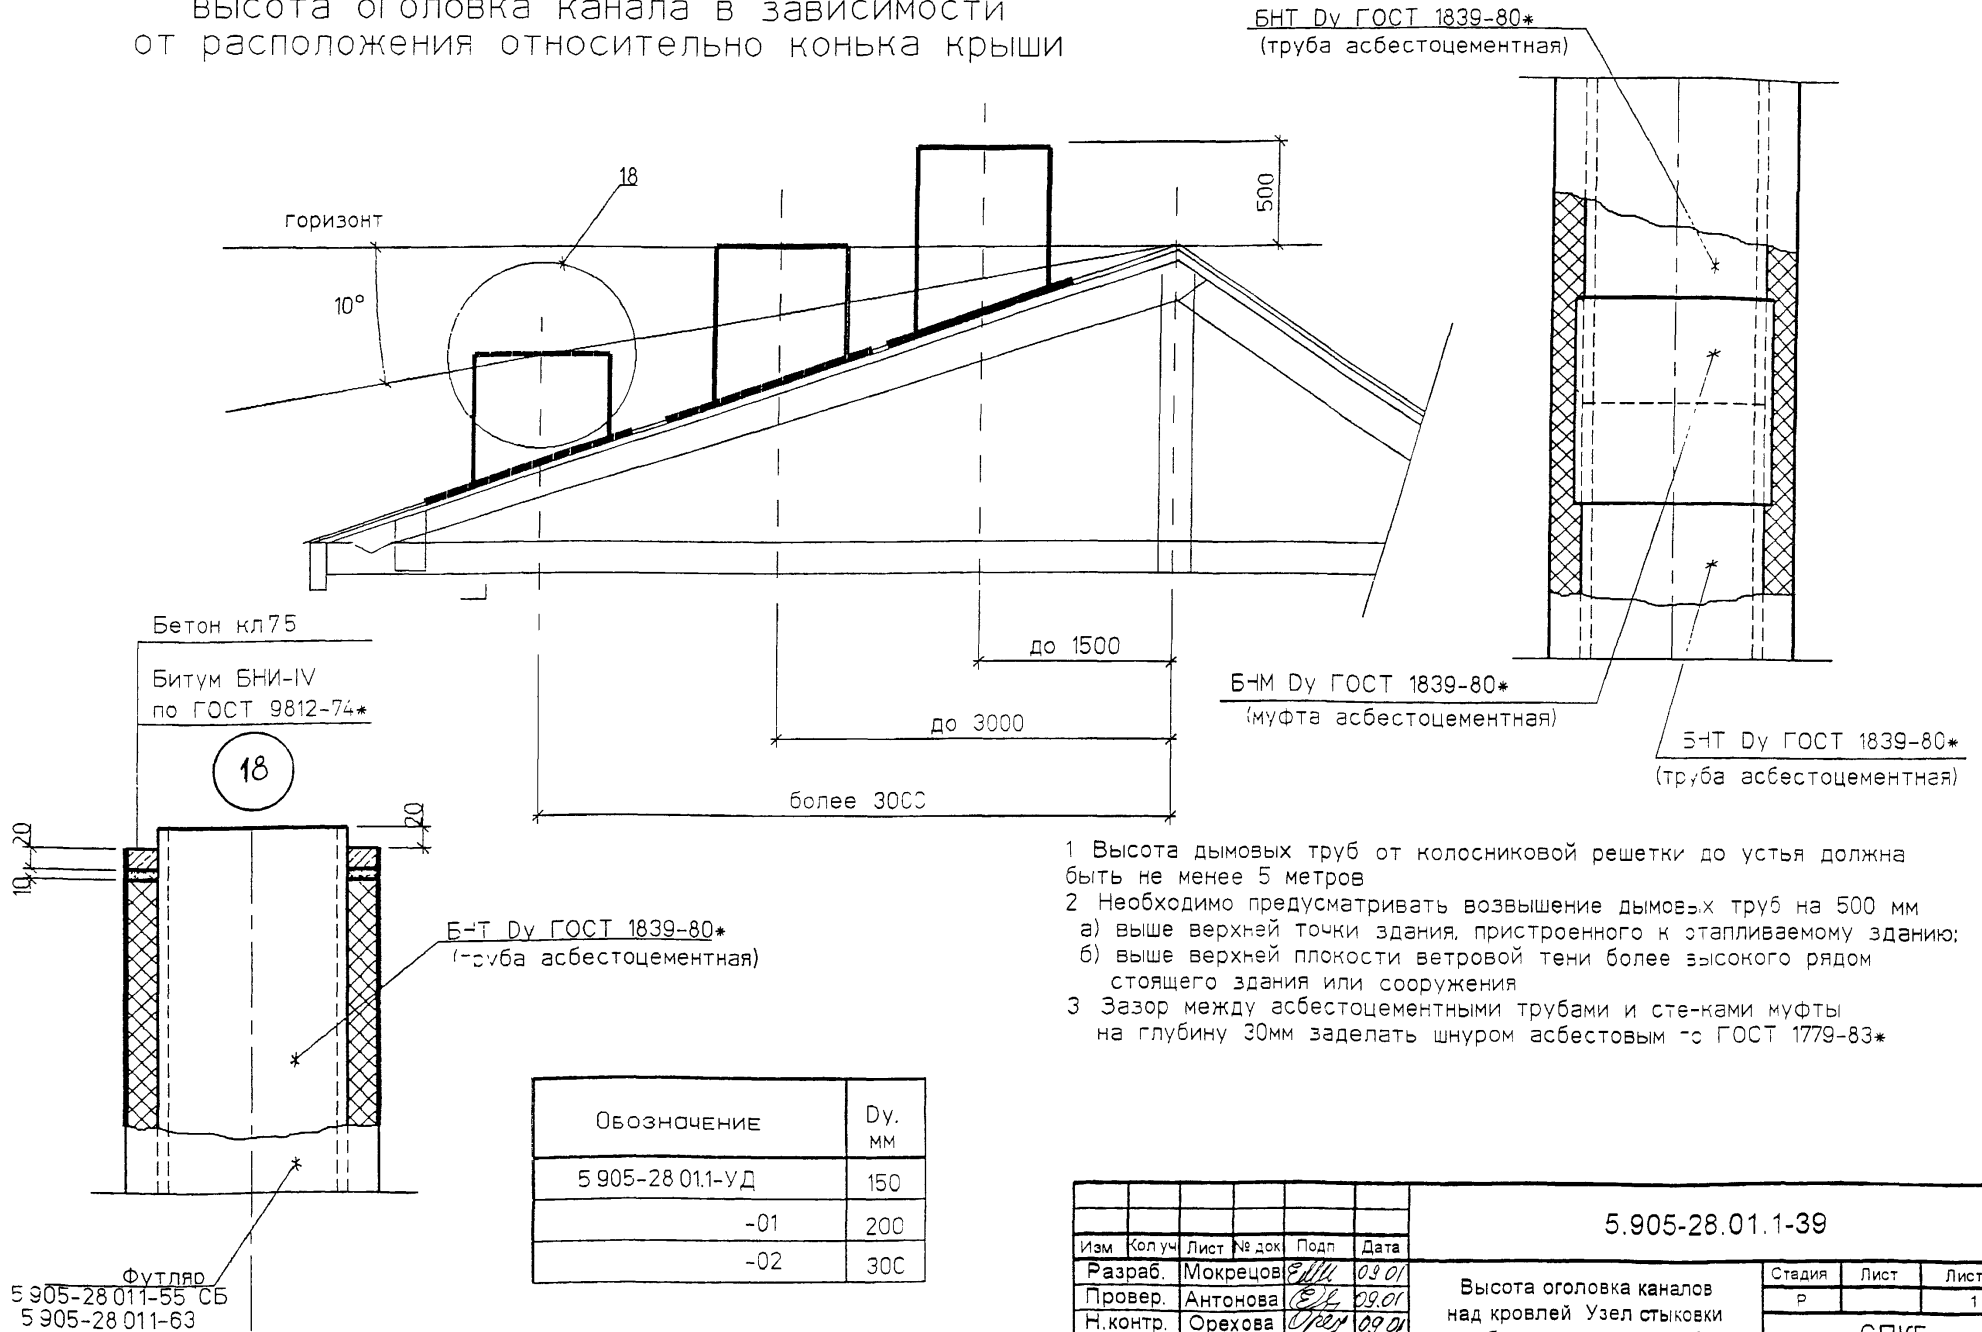 высота оголовка канала в зависимости
от расположения относительно конька крыши
БНТ Dy ГОСТ 1839-80*
(труба асбестоцементная)
18
горизонт
10°
500
Бетон кл75
Битум БНИ-IV
по ГОСТ 9812-74*
18
до 1500
до 3000
более 3000
БНМ Dy ГОСТ 1839-80*
(муфта асбестоцементная)
БНТ Dy ГОСТ 1839-80*
(труба асбестоцементная)
20
10
20
БНТ Dy ГОСТ 1839-80*
(труба асбестоцементная)
Футляр
5 905-28 011-55 СБ
5 905-28 011-63
1 Высота дымовых труб от колосниковой решетки до устья должна
быть не менее 5 метров
2 Необходимо предусматривать возвышение дымовых труб на 500 мм
а) выше верхней точки здания, пристроенного к отапливаемому зданию;
б) выше верхней плокости ветровой тени более высокого рядом
стоящего здания или сооружения
3 Зазор между асбестоцементными трубами и стенками муфты
на глубину 30мм заделать шнуром асбестовым по ГОСТ 1779-83*
Обозначение Dy. мм
5 905-28 01.1-УД 150
-01 200
-02 300
5.905-28.01.1-39
Изм Кол уч Лист № док Подп Дата
Разраб. Мокрецов 09 01
Провер. Антонова 09.01
Н.контр. Орехова 09 01
Высота оголовка каналов
над кровлей Узел стыковки
Стадия Лист Лист
Р 1